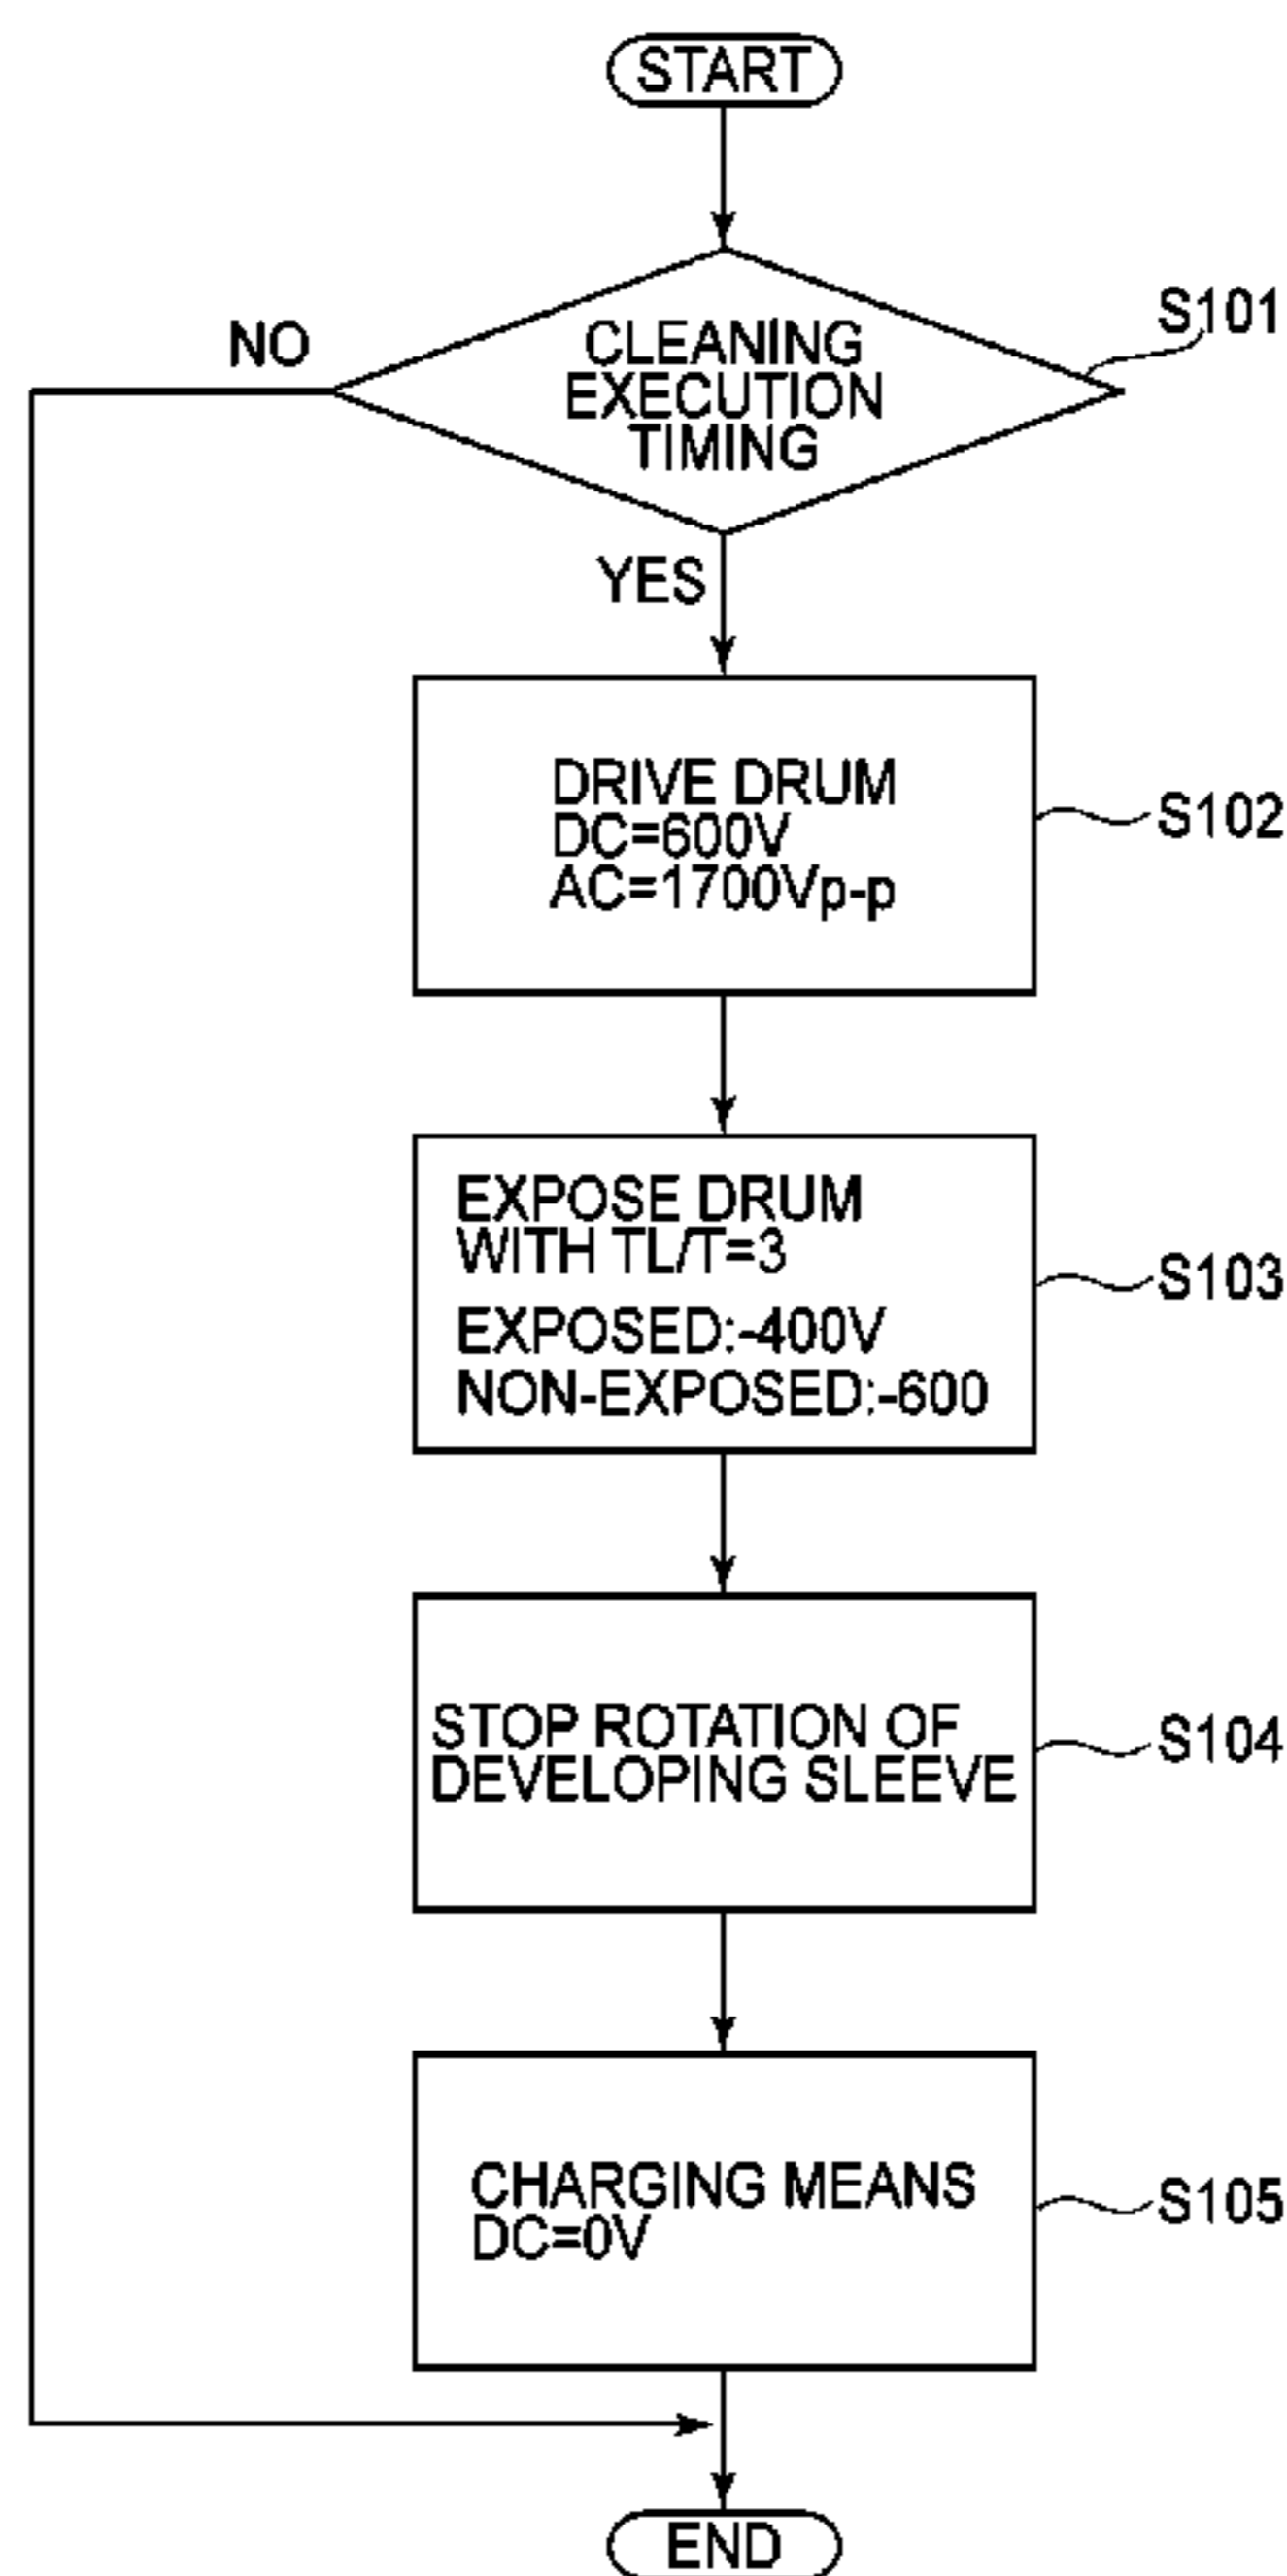 START
NO
CLEANING
EXECUTION
TIMING
S101
YES
DRIVE DRUM
DC=600V
AC=1700Vp-p
S102
EXPOSE DRUM
WITH TL/T=3
EXPOSED:-400V
NON-EXPOSED:-600
S103
STOP ROTATION OF
DEVELOPING SLEEVE
S104
CHARGING MEANS
DC=0V
S105
END